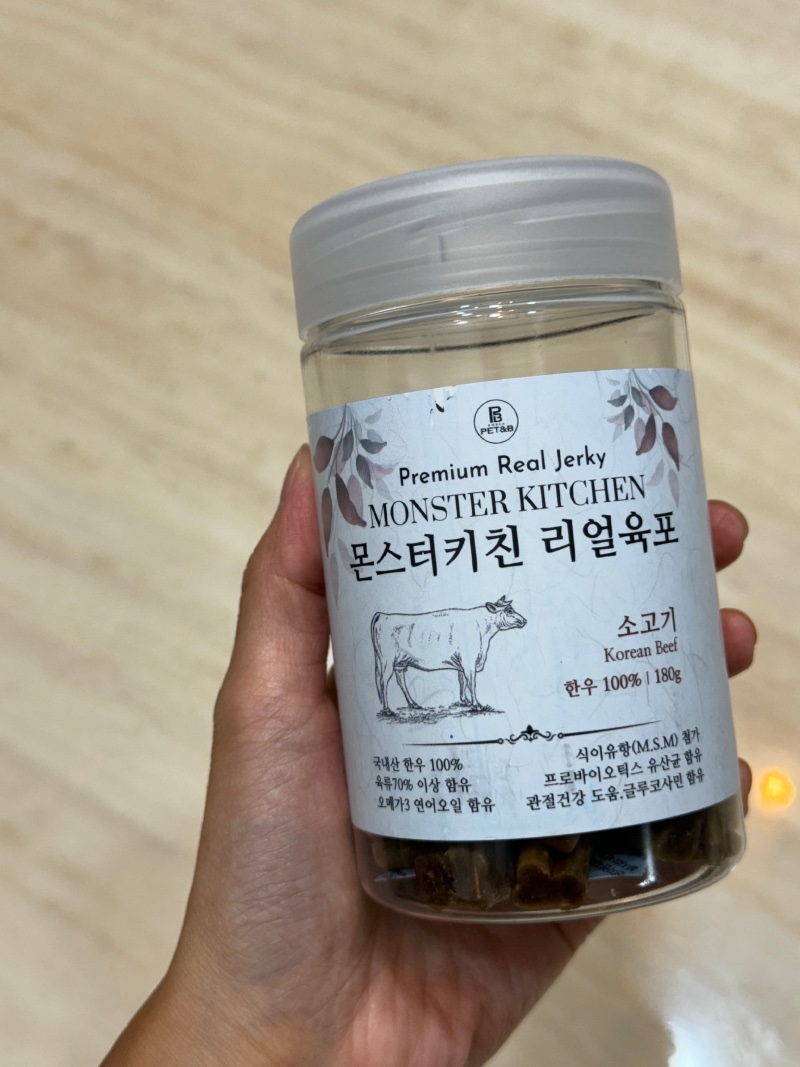 PB
PET&B
Premium Real Jerky
MONSTER KITCHEN
몬스터키친 리얼육포
소고기
Korean Beef
한우 100% | 180g
국내산 한우 100%
육류70% 이상 함유
오메가3 연어오일 함유
식이유황(M.S.M) 첨가
프로바이오틱스 유산균 함유
관절건강 도움,글루코사민 함유